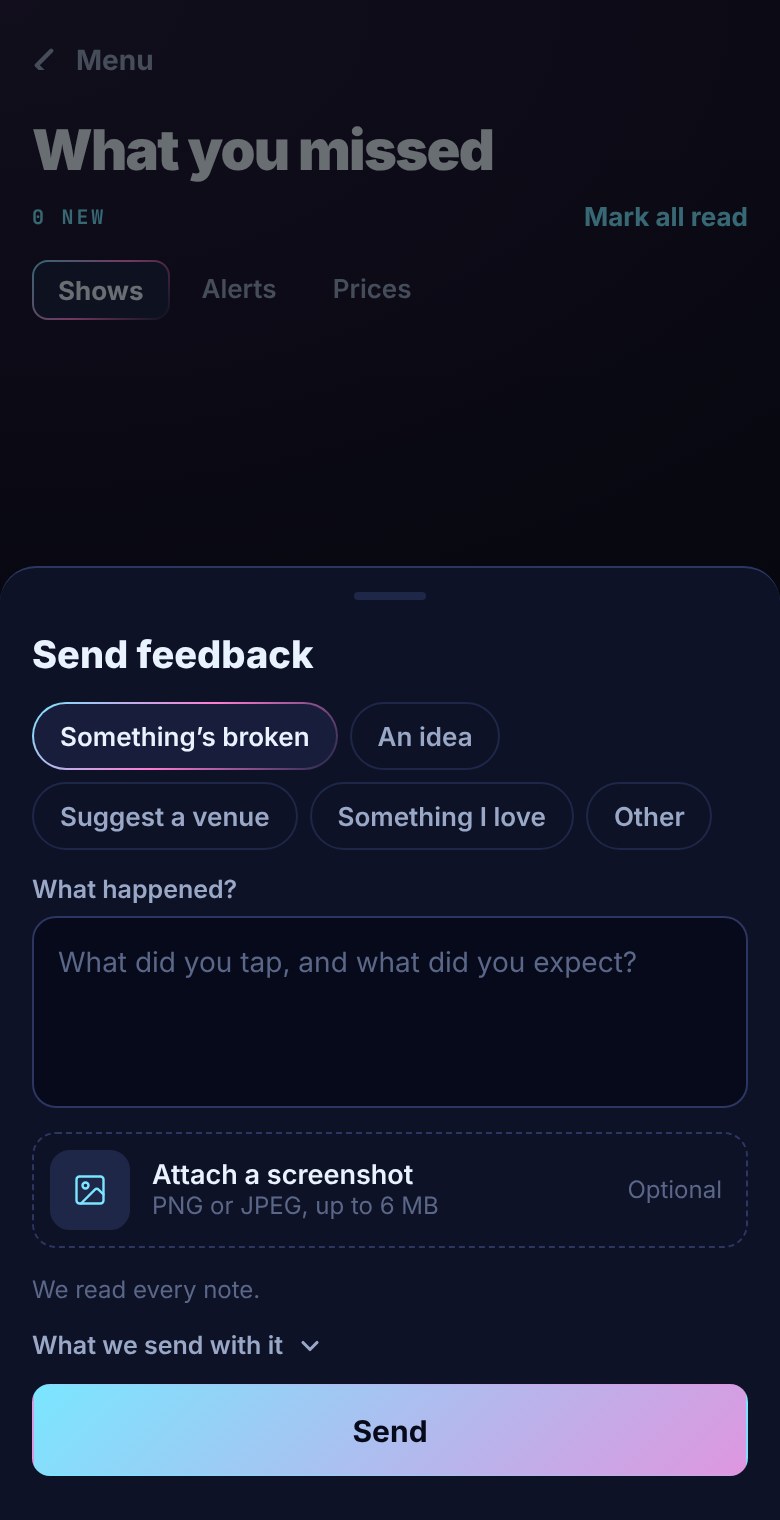 Menu
What you missed
0 NEW
Mark all read
Shows
Alerts
Prices
Send feedback
Something’s broken
An idea
Suggest a venue
Something I love
Other
What happened?
What did you tap, and what did you expect?
Attach a screenshot
PNG or JPEG, up to 6 MB
Optional
We read every note.
What we send with it
Send